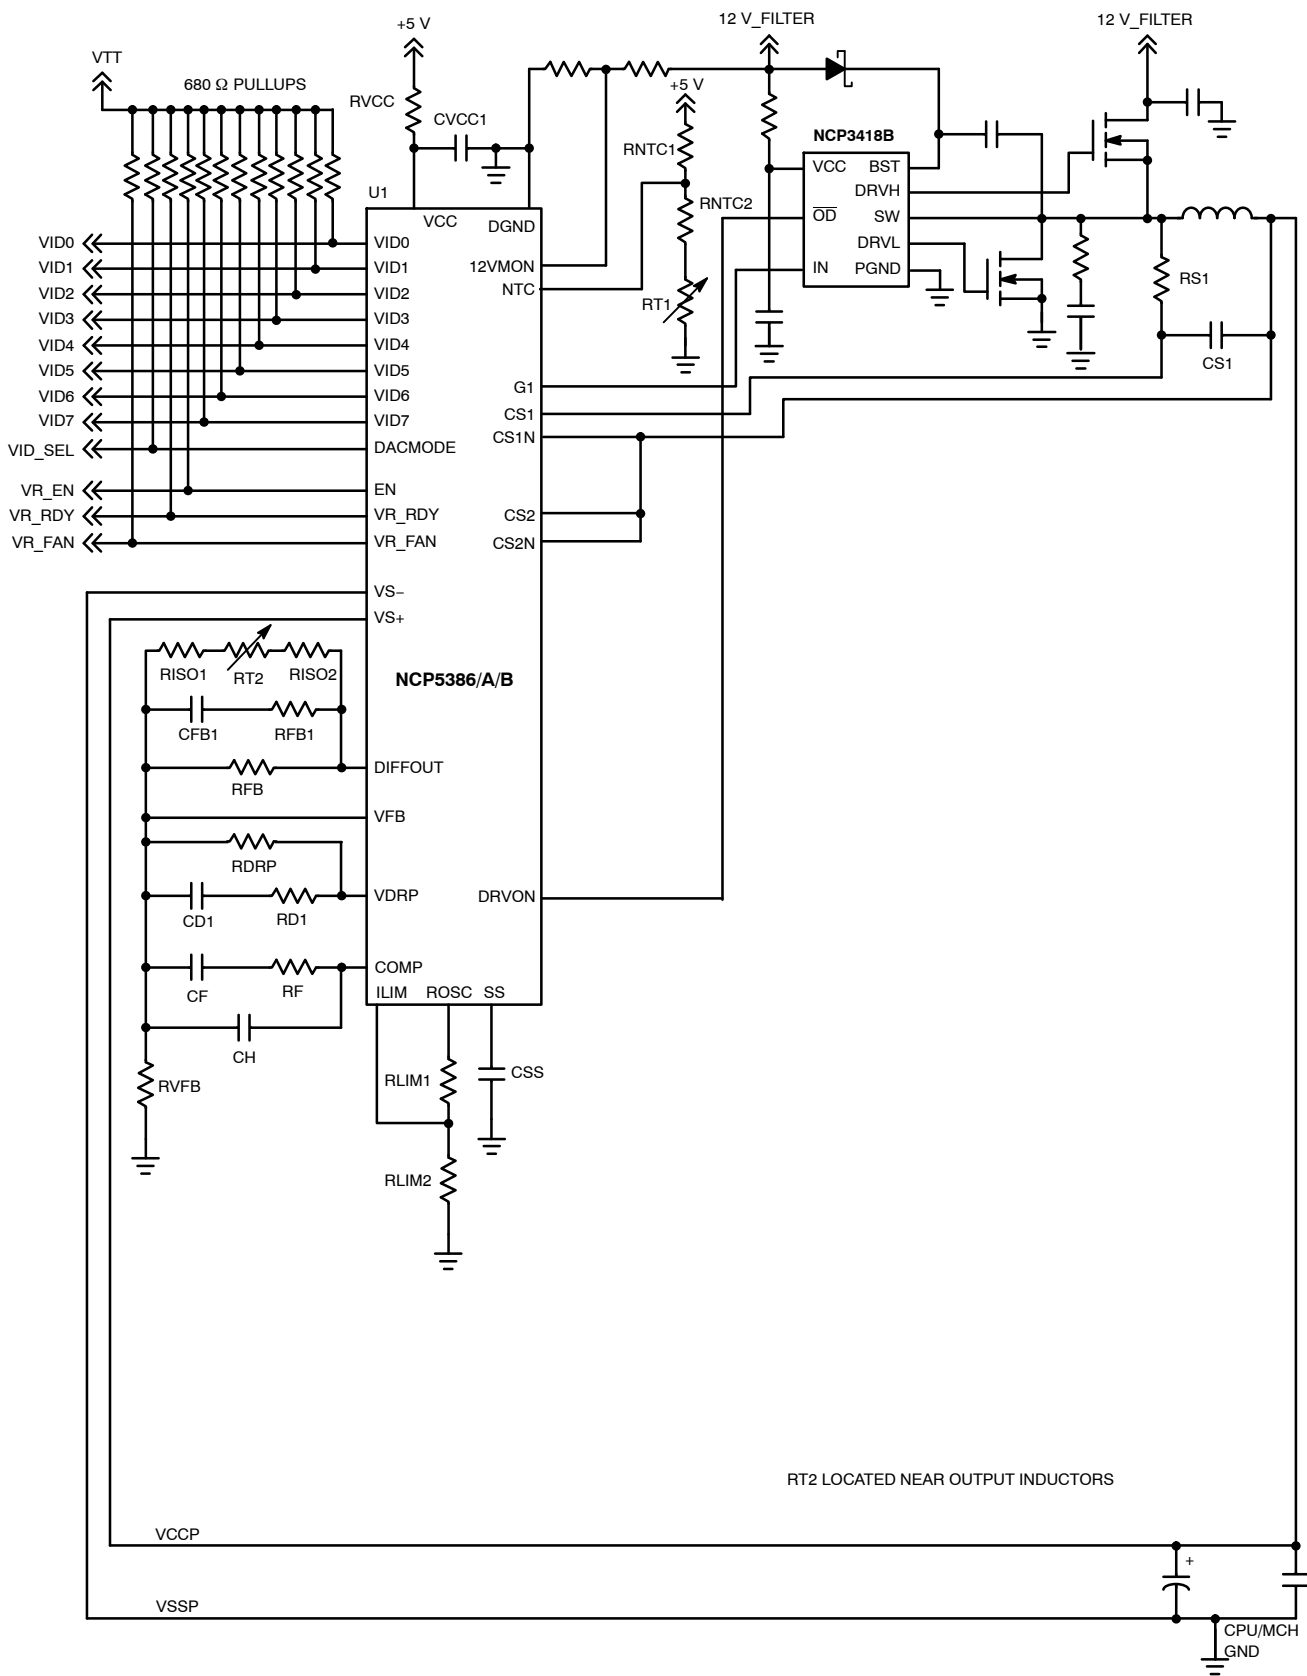 +5 V
12 V_FILTER
12 V_FILTER
VTT
680 Ω PULLUPS
RVCC
CVCC1
+5 V
RNTC1
RNTC2
RT1
NCP3418B
VCC
BST
DRVH
OD
SW
DRVL
IN
PGND
RS1
CS1
U1
VCC
DGND
VID0
VID0
12VMON
VID1
VID1
NTC
VID2
VID2
VID3
VID3
VID4
VID4
VID5
VID5
G1
VID6
VID6
CS1
VID7
VID7
CS1N
VID_SEL
DACMODE
VR_EN
EN
VR_RDY
VR_RDY
CS2
VR_FAN
VR_FAN
CS2N
VS–
VS+
RISO1
RT2
RISO2
NCP5386/A/B
CFB1
RFB1
RFB
DIFFOUT
VFB
RDRP
CD1
RD1
VDRP
DRVON
CF
RF
COMP
ILIM
ROSC
SS
CH
RVFB
RLIM1
CSS
RLIM2
RT2 LOCATED NEAR OUTPUT INDUCTORS
VCCP
+
VSSP
CPU/MCH
GND